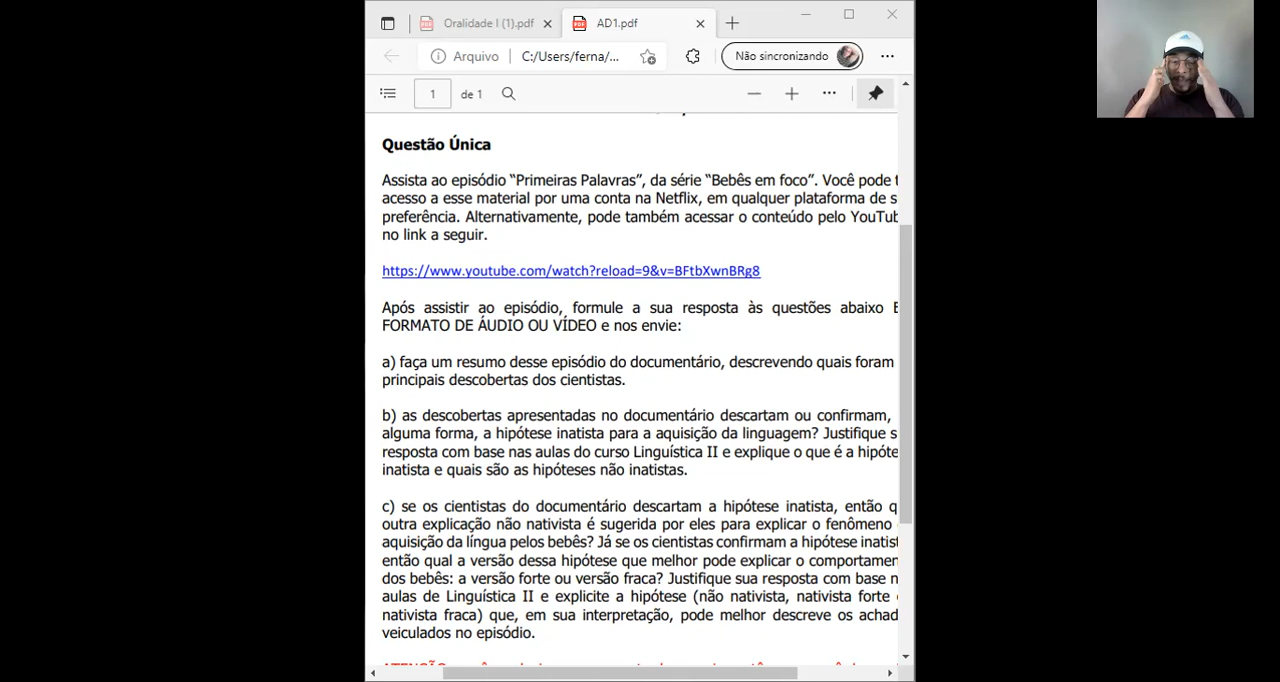 Oralidade I (1).pdf
AD1.pdf
Arquivo
C:/Users/ferna/...
Não sincronizando
1 de 1
Questão Única
Assista ao episódio “Primeiras Palavras”, da série “Bebês em foco”. Você pode t
acesso a esse material por uma conta na Netflix, em qualquer plataforma de s
preferência. Alternativamente, pode também acessar o conteúdo pelo YouTub
no link a seguir.
https://www.youtube.com/watch?reload=9&v=BFtbXwnBRg8
Após assistir ao episódio, formule a sua resposta às questões abaixo E
FORMATO DE ÁUDIO OU VÍDEO e nos envie:
a) faça um resumo desse episódio do documentário, descrevendo quais foram
principais descobertas dos cientistas.
b) as descobertas apresentadas no documentário descartam ou confirmam,
alguma forma, a hipótese inatista para a aquisição da linguagem? Justifique s
resposta com base nas aulas do curso Linguística II e explique o que é a hipóte
inatista e quais são as hipóteses não inatistas.
c) se os cientistas do documentário descartam a hipótese inatista, então q
outra explicação não nativista é sugerida por eles para explicar o fenômeno
aquisição da língua pelos bebês? Já se os cientistas confirmam a hipótese inatist
então qual a versão dessa hipótese que melhor pode explicar o comportamen
dos bebês: a versão forte ou versão fraca? Justifique sua resposta com base n
aulas de Linguística II e explicite a hipótese (não nativista, nativista forte
nativista fraca) que, em sua interpretação, pode melhor descreve os achad
veiculados no episódio.